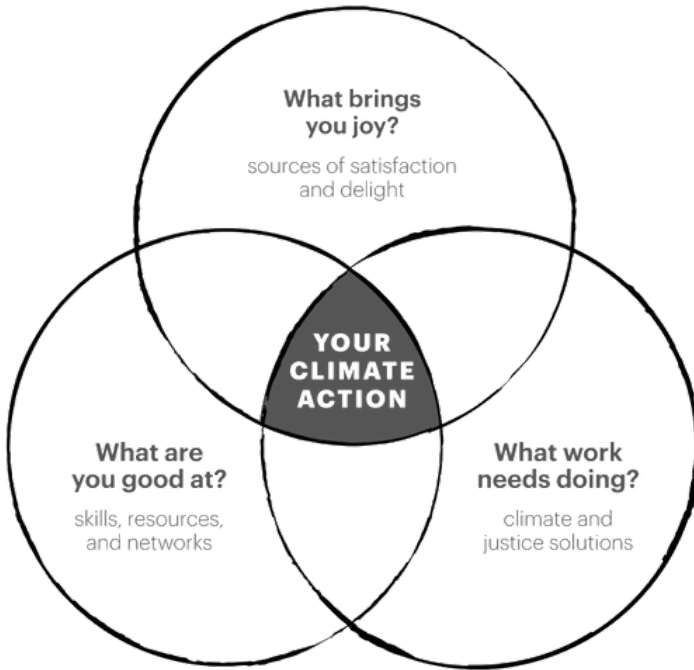 What brings
you joy?
sources of satisfaction
and delight
YOUR
CLIMATE
ACTION
What are
you good at?
skills, resources,
and networks
What work
needs doing?
climate and
justice solutions